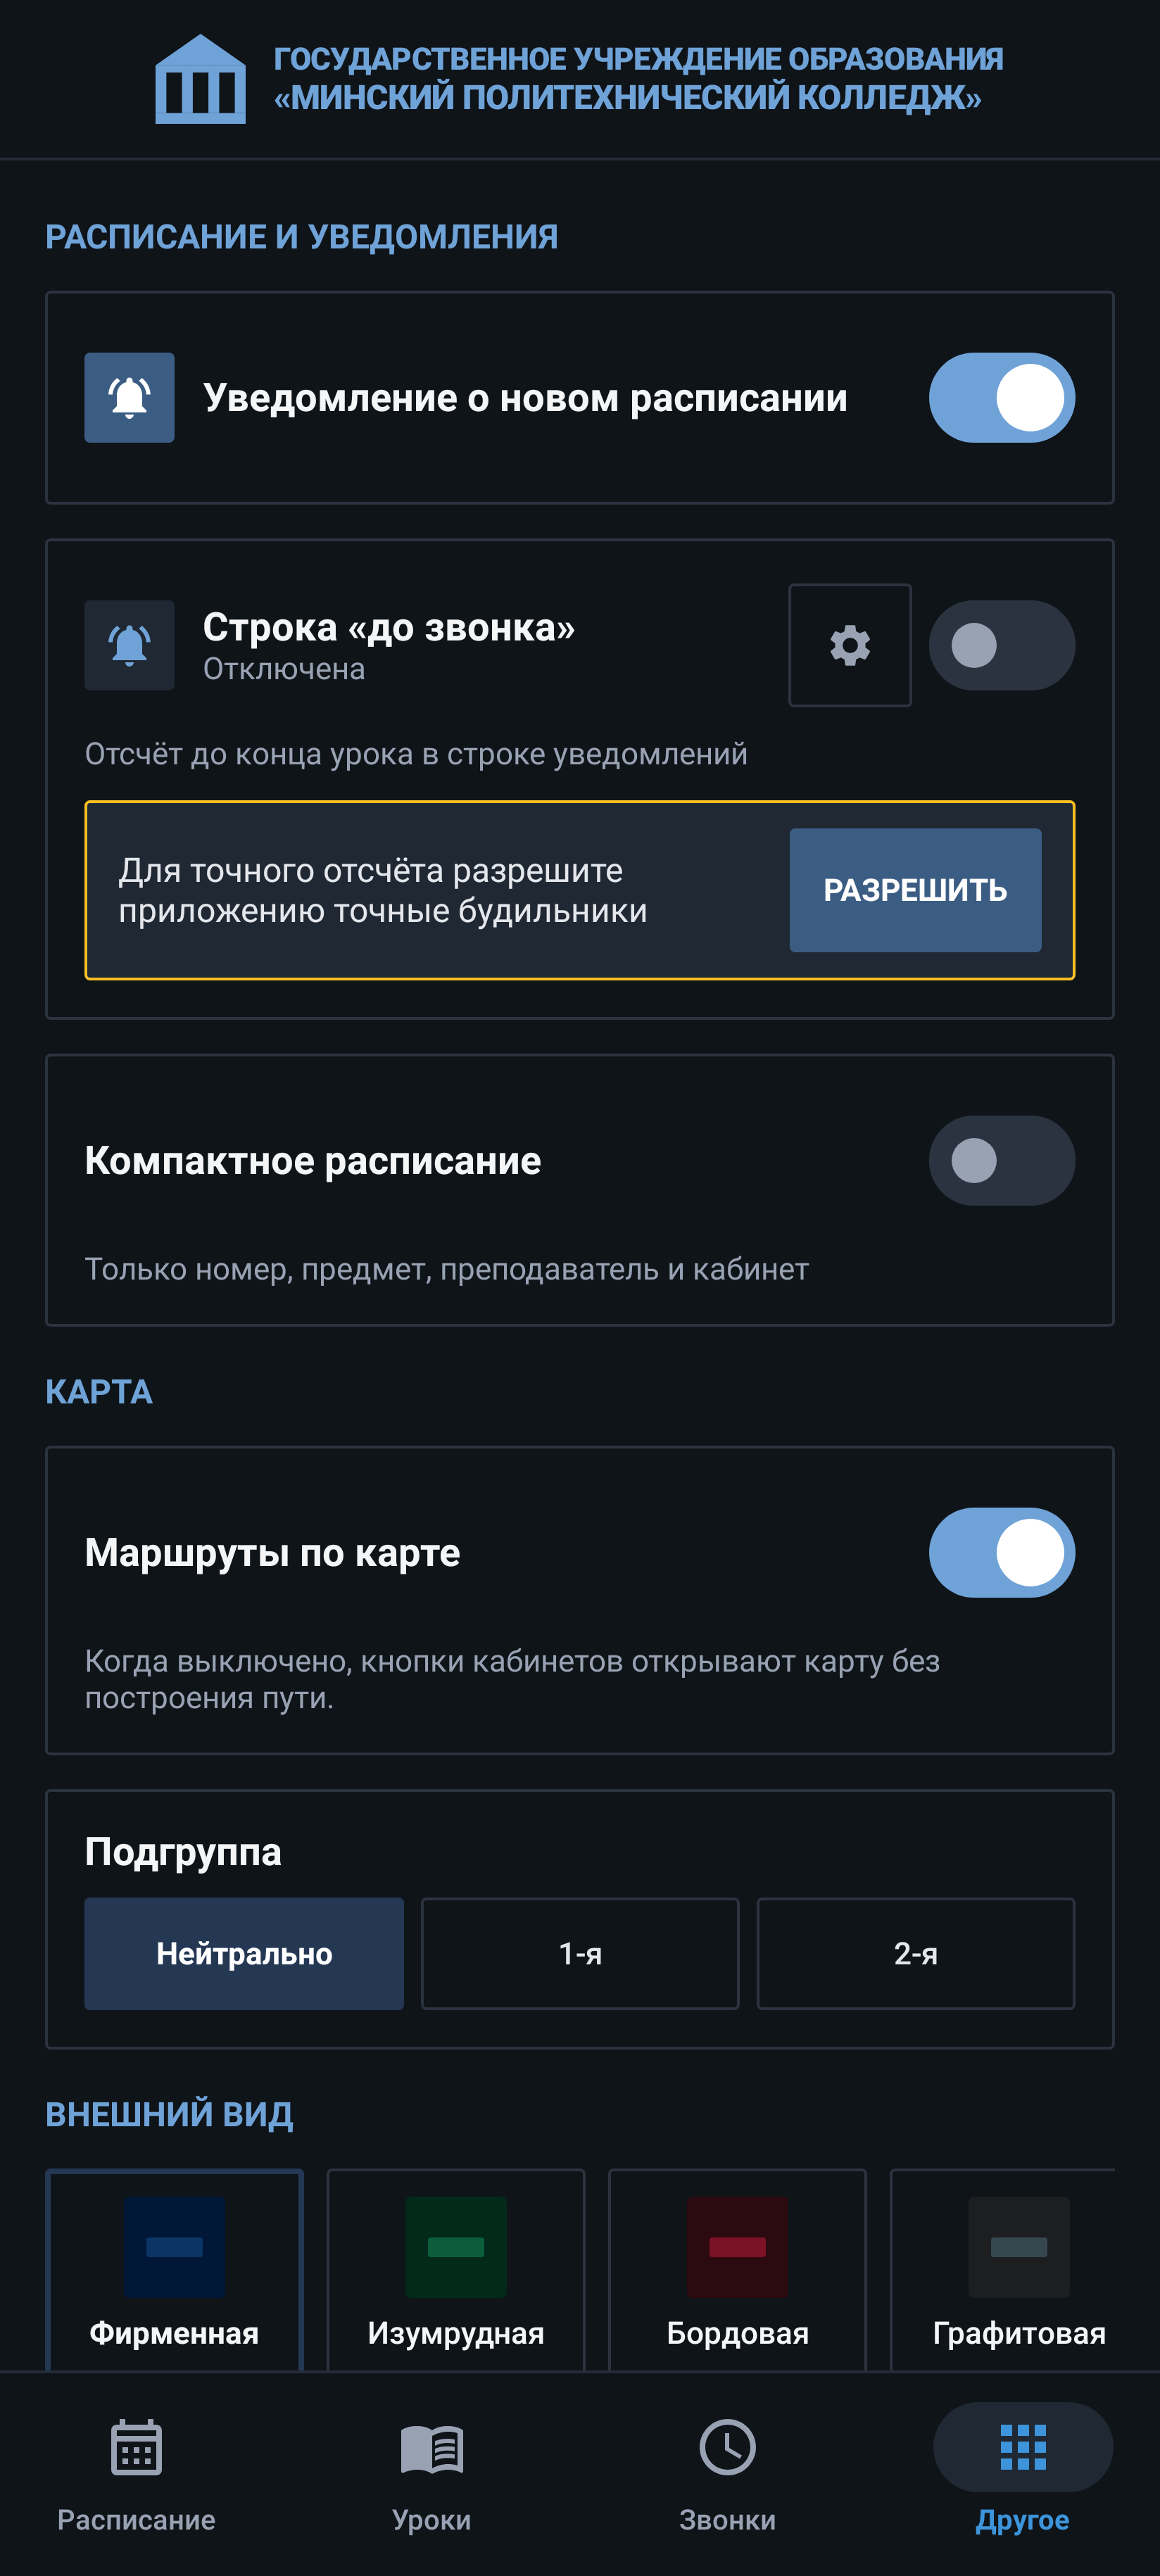 ГОСУДАРСТВЕННОЕ УЧРЕЖДЕНИЕ ОБРАЗОВАНИЯ
«МИНСКИЙ ПОЛИТЕХНИЧЕСКИЙ КОЛЛЕДЖ»
РАСПИСАНИЕ И УВЕДОМЛЕНИЯ
Уведомление о новом расписании
Строка «до звонка»
Отключена
Отсчёт до конца урока в строке уведомлений
Для точного отсчёта разрешите
приложению точные будильники
РАЗРЕШИТЬ
Компактное расписание
Только номер, предмет, преподаватель и кабинет
КАРТА
Маршруты по карте
Когда выключено, кнопки кабинетов открывают карту без
построения пути.
Подгруппа
Нейтрально
1-я
2-я
ВНЕШНИЙ ВИД
Фирменная
Изумрудная
Бордовая
Графитовая
Расписание
Уроки
Звонки
Другое